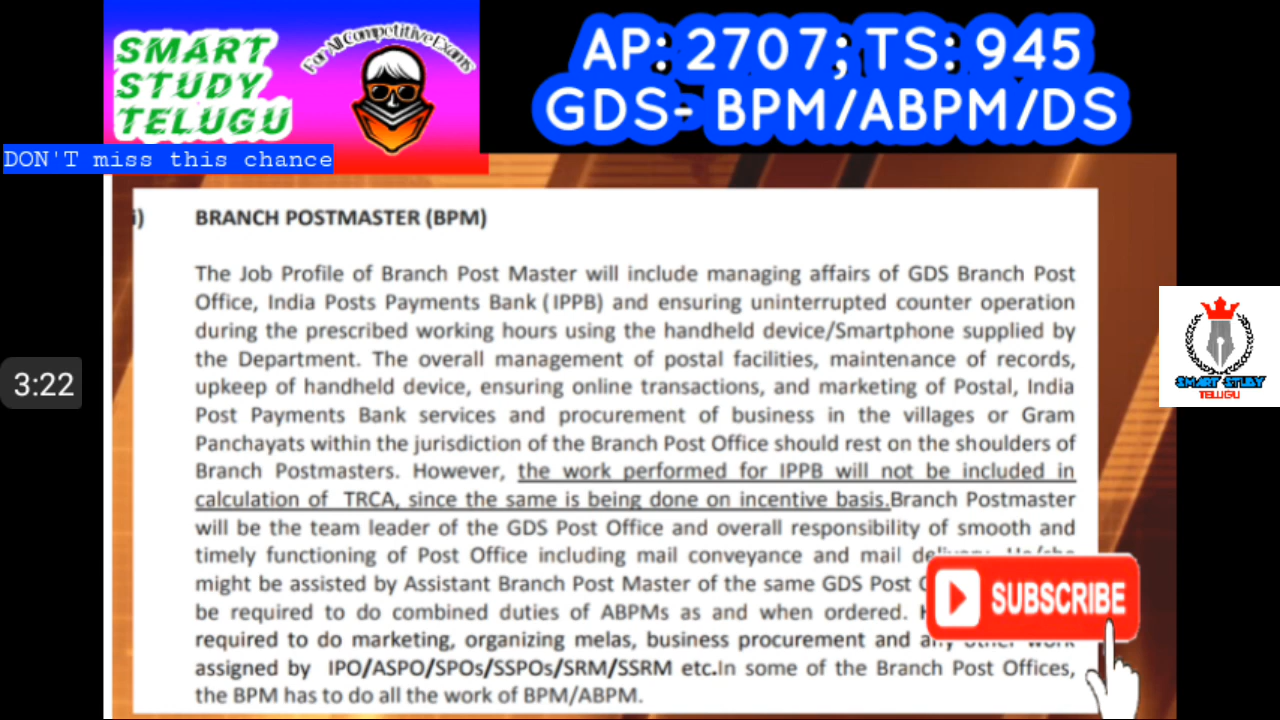 SMART
STUDY
TELUGU
For All Competitive Exams
AP: 2707; TS: 945
GDS- BPM/ABPM/DS
DON'T miss this chance
i) BRANCH POSTMASTER (BPM)
The Job Profile of Branch Post Master will include managing affairs of GDS Branch Post
Office, India Posts Payments Bank (IPPB) and ensuring uninterrupted counter operation
during the prescribed working hours using the handheld device/Smartphone supplied by
the Department. The overall management of postal facilities, maintenance of records,
upkeep of handheld device, ensuring online transactions, and marketing of Postal, India
Post Payments Bank services and procurement of business in the villages or Gram
Panchayats within the jurisdiction of the Branch Post Office should rest on the shoulders of
Branch Postmasters. However, the work performed for IPPB will not be included in
calculation of TRCA, since the same is being done on incentive basis.Branch Postmaster
will be the team leader of the GDS Post Office and overall responsibility of smooth and
timely functioning of Post Office including mail conveyance and mail
might be assisted by Assistant Branch Post Master of the same GDS Post
be required to do combined duties of ABPMs as and when ordered.
required to do marketing, organizing melas, business procurement and any other work
assigned by IPO/ASPO/SPOs/SSPOs/SRM/SSRM etc.In some of the Branch Post Offices,
the BPM has to do all the work of BPM/ABPM.
3:22
SMART STUDY
TELUGU
SUBSCRIBE